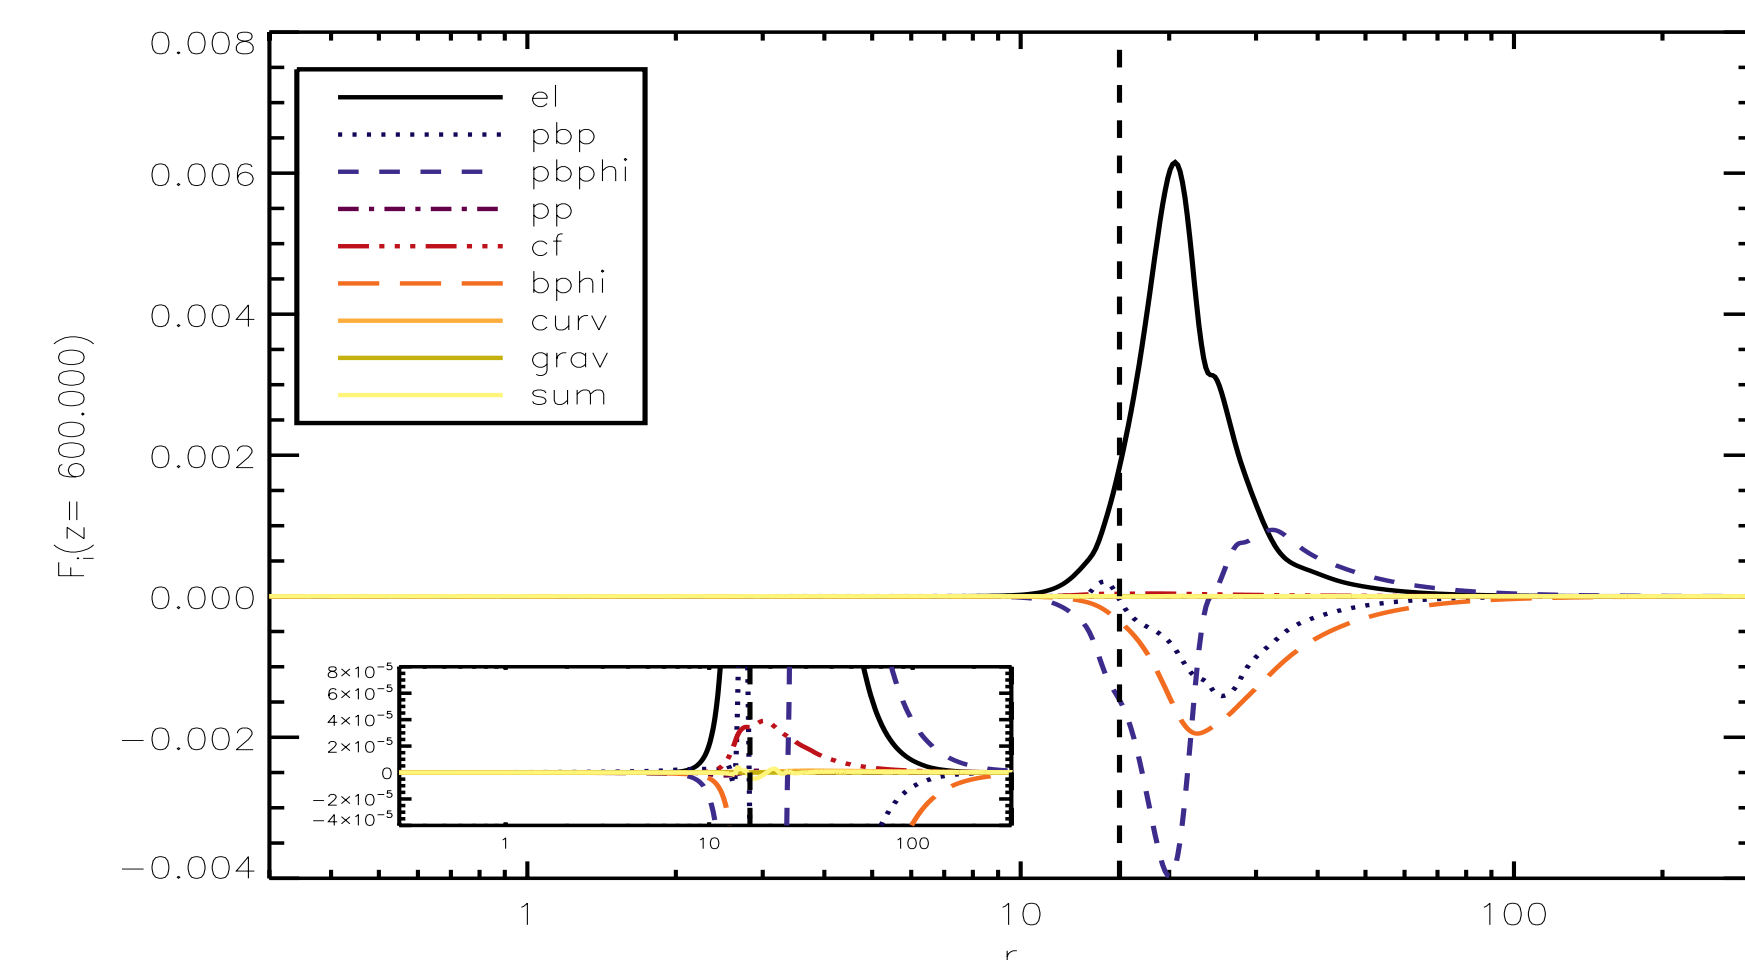 0.008
0.006
0.004
0.002
0.000
−0.002
−0.004
F_i(z= 600.000)
el
pbp
pbphi
pp
cf
bphi
curv
grav
sum
8×10⁻⁵
6×10⁻⁵
4×10⁻⁵
2×10⁻⁵
0
−2×10⁻⁵
−4×10⁻⁵
1 10 100
1 10 100
r